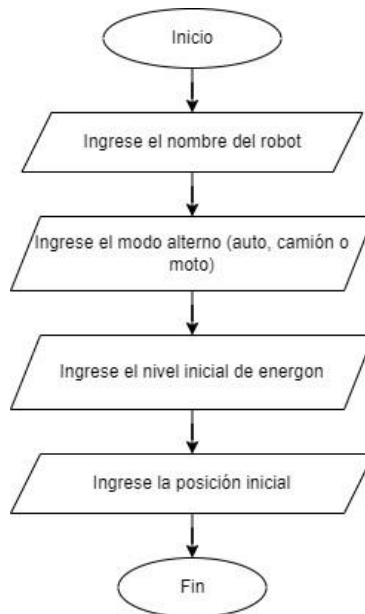 Inicio
Ingrese el nombre del robot
Ingrese el modo alterno (auto, camión o
moto)
Ingrese el nivel inicial de energon
Ingrese la posición inicial
Fin